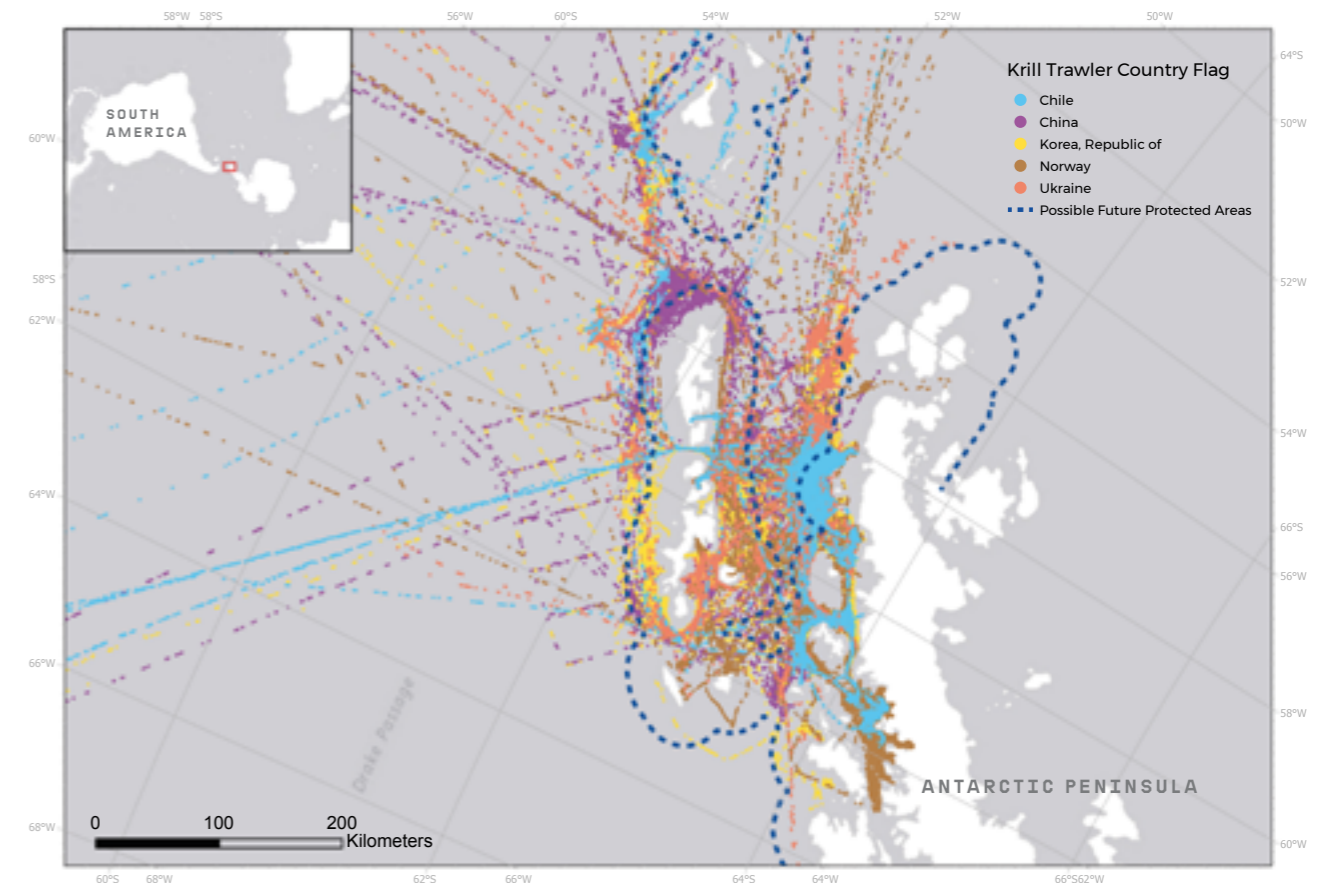 58°W 58°S 56°W 60°S 54°W 52°W 50°W
64°S
50°W
52°W
54°W
66°S
56°W
58°W
60°W
60°W
58°S
62°W
64°W
66°W
68°W
60°S 68°W 62°S 66°W 64°S 64°W 66°S62°W
SOUTH
AMERICA
Krill Trawler Country Flag
Chile
China
Korea, Republic of
Norway
Ukraine
Possible Future Protected Areas
Drake Passage
ANTARCTIC PENINSULA
0 100 200
Kilometers